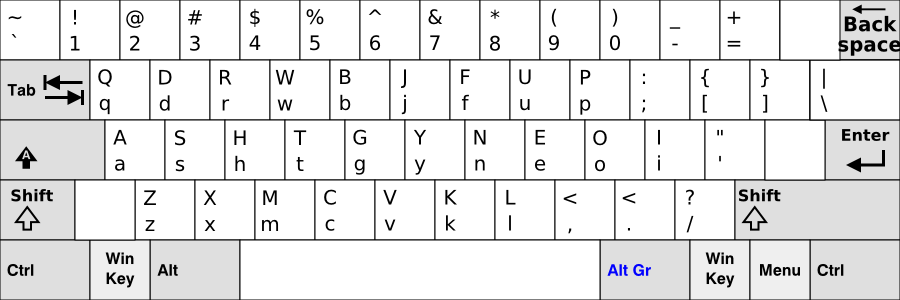 ~ ! @ # $ % ^ & * ( ) _ + Back
` 1 2 3 4 5 6 7 8 9 0 - = space
Tab Q D R W B J F U P : { } |
q d r w b j f u p ; [ ] \
A A S H T G Y N E O I " Enter
a s h t g y n e o i '
Shift Z X M C V K L < < ? Shift
z x m c v k l , . /
Ctrl Win Key Alt Alt Gr Win Key Menu Ctrl